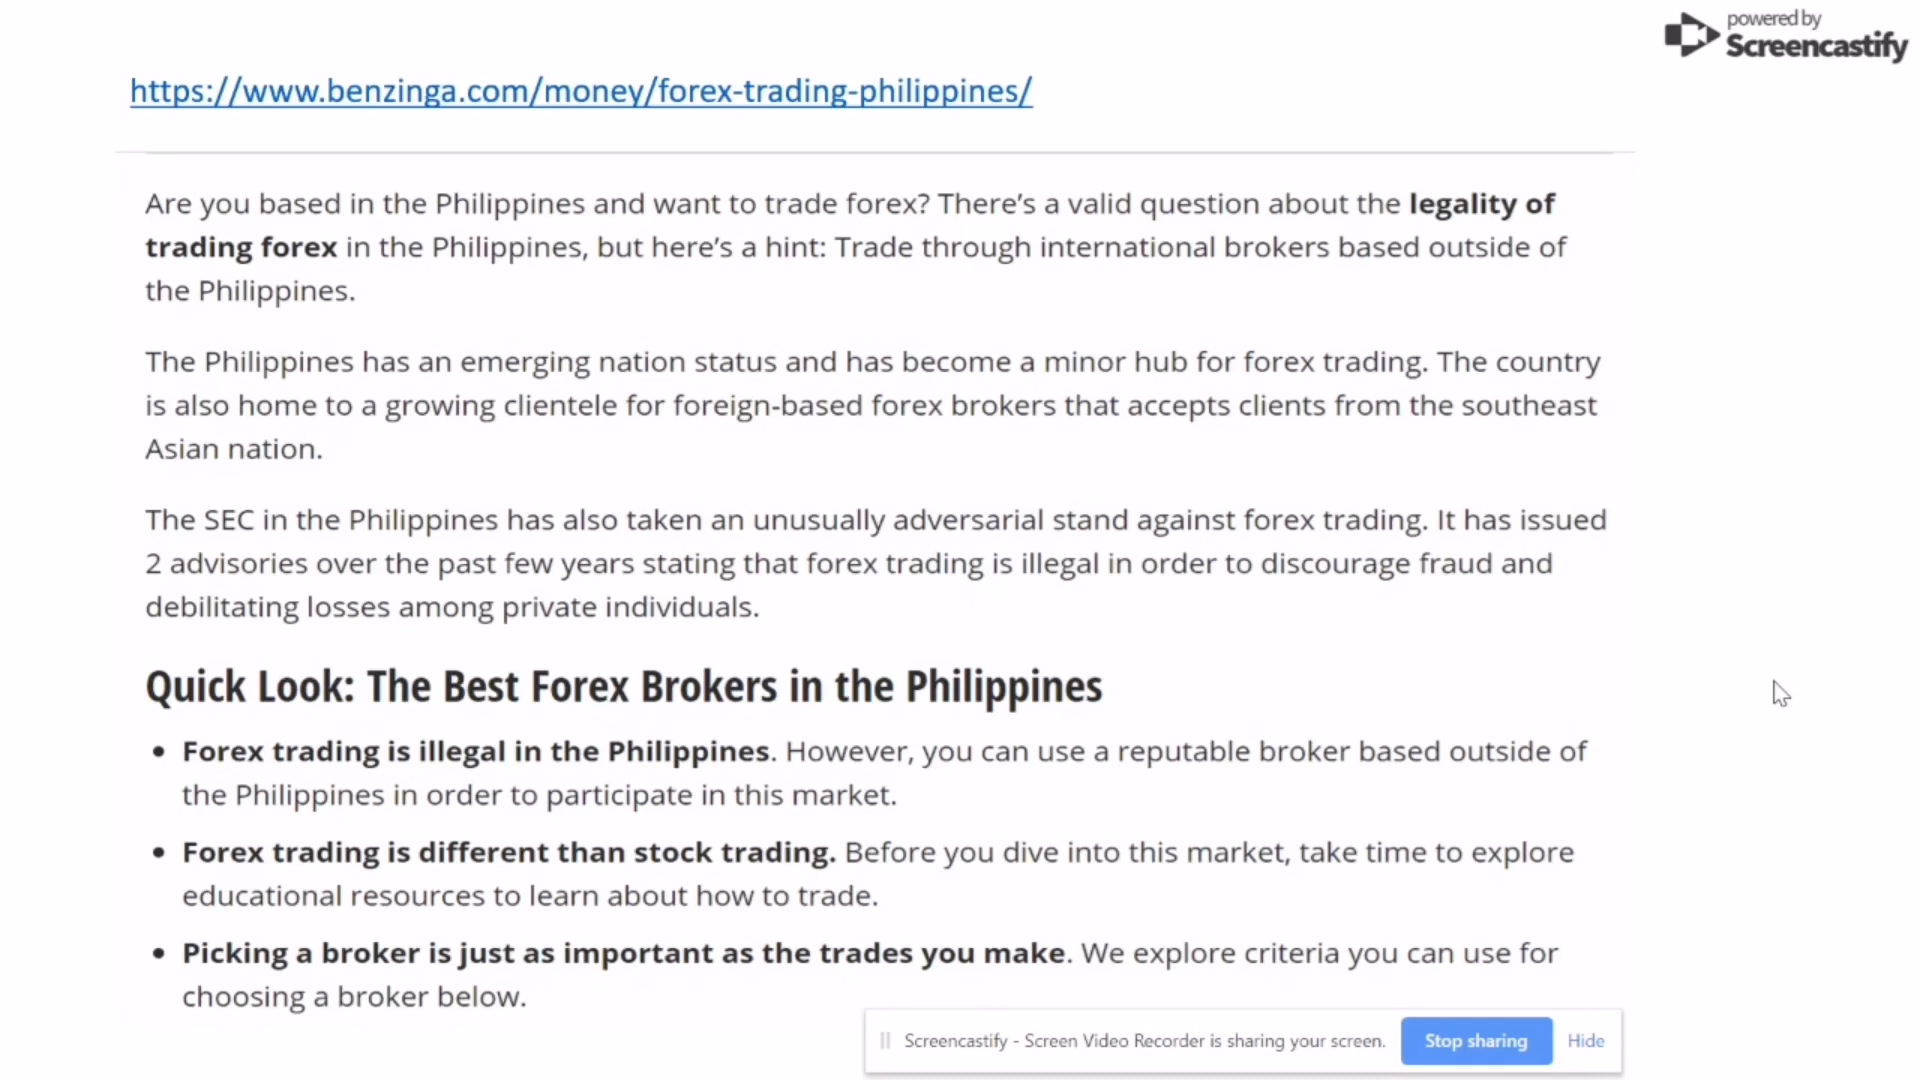 powered by
Screencastify
https://www.benzinga.com/money/forex-trading-philippines/
Are you based in the Philippines and want to trade forex? There’s a valid question about the legality of
trading forex in the Philippines, but here’s a hint: Trade through international brokers based outside of
the Philippines.
The Philippines has an emerging nation status and has become a minor hub for forex trading. The country
is also home to a growing clientele for foreign-based forex brokers that accepts clients from the southeast
Asian nation.
The SEC in the Philippines has also taken an unusually adversarial stand against forex trading. It has issued
2 advisories over the past few years stating that forex trading is illegal in order to discourage fraud and
debilitating losses among private individuals.
Quick Look: The Best Forex Brokers in the Philippines
• Forex trading is illegal in the Philippines. However, you can use a reputable broker based outside of
the Philippines in order to participate in this market.
• Forex trading is different than stock trading. Before you dive into this market, take time to explore
educational resources to learn about how to trade.
• Picking a broker is just as important as the trades you make. We explore criteria you can use for
choosing a broker below.
Screencastify - Screen Video Recorder is sharing your screen. Stop sharing Hide